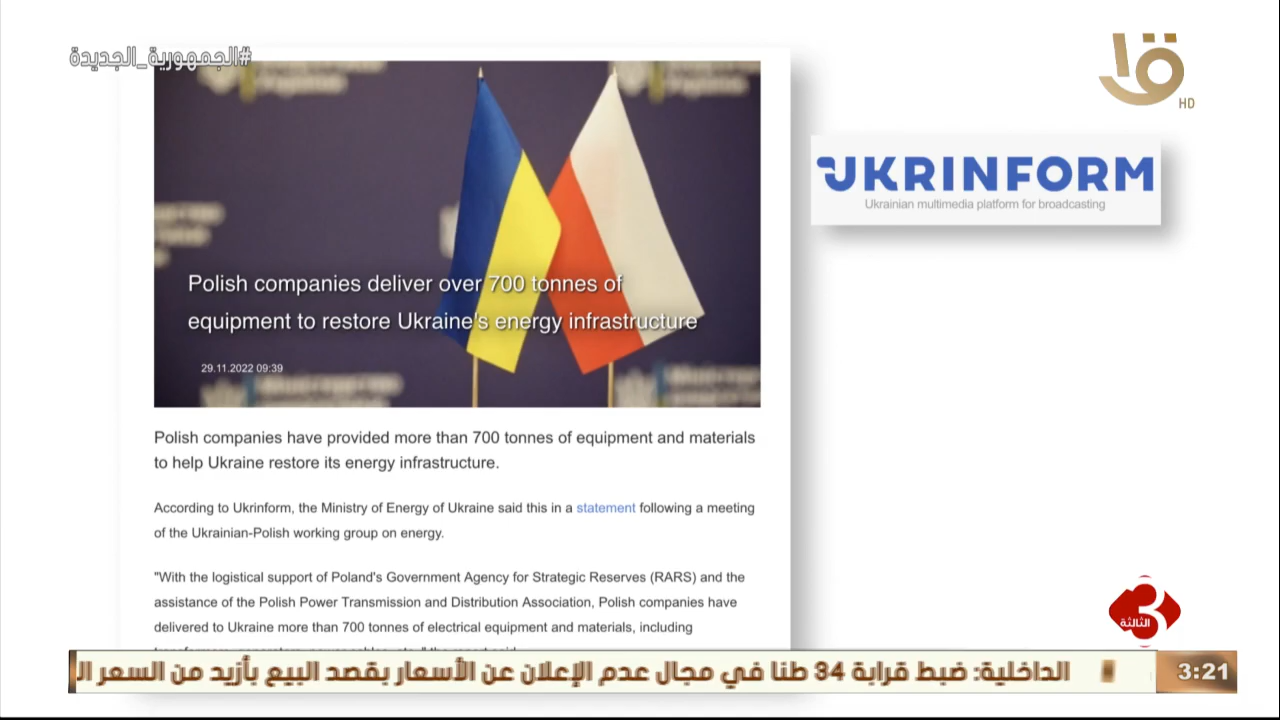 #الجمهورية_الجديدة
HD
UKRINFORM
Ukrainian multimedia platform for broadcasting
Polish companies deliver over 700 tonnes of
equipment to restore Ukraine's energy infrastructure
29.11.2022 09:39
Polish companies have provided more than 700 tonnes of equipment and materials
to help Ukraine restore its energy infrastructure.
According to Ukrinform, the Ministry of Energy of Ukraine said this in a statement following a meeting
of the Ukrainian-Polish working group on energy.
"With the logistical support of Poland's Government Agency for Strategic Reserves (RARS) and the
assistance of the Polish Power Transmission and Distribution Association, Polish companies have
delivered to Ukraine more than 700 tonnes of electrical equipment and materials, including
3
الثالثة
الداخلية: ضبط قرابة 34 طنا في مجال عدم الإعلان عن الأسعار بقصد البيع بأزيد من السعر ال
3:21